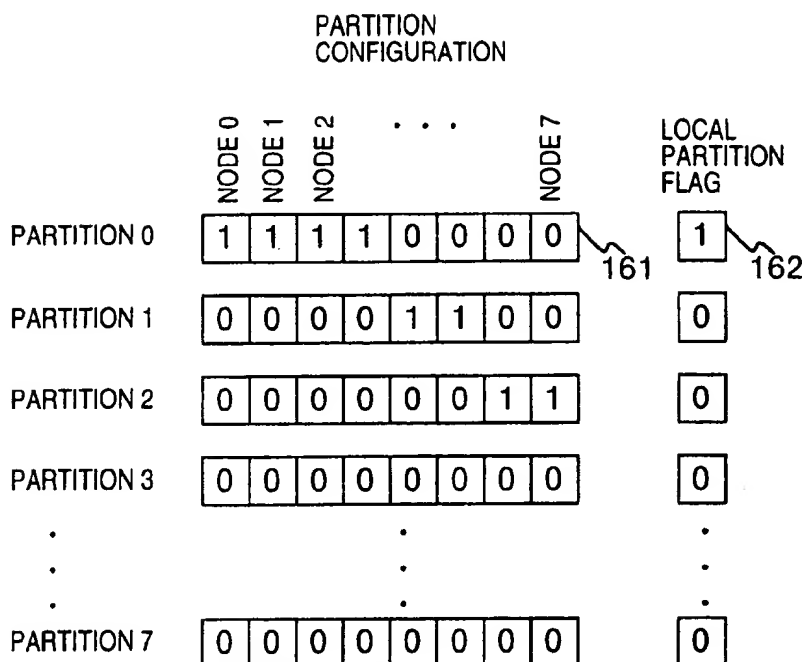 PARTITION
CONFIGURATION
NODE 0
NODE 1
NODE 2
. . .
NODE 7
LOCAL
PARTITION
FLAG
PARTITION 0 1 1 1 1 0 0 0 0 161 1 162
PARTITION 1 0 0 0 0 1 1 0 0 0
PARTITION 2 0 0 0 0 0 0 1 1 0
PARTITION 3 0 0 0 0 0 0 0 0 0
. . .
. . .
. . .
PARTITION 7 0 0 0 0 0 0 0 0 0